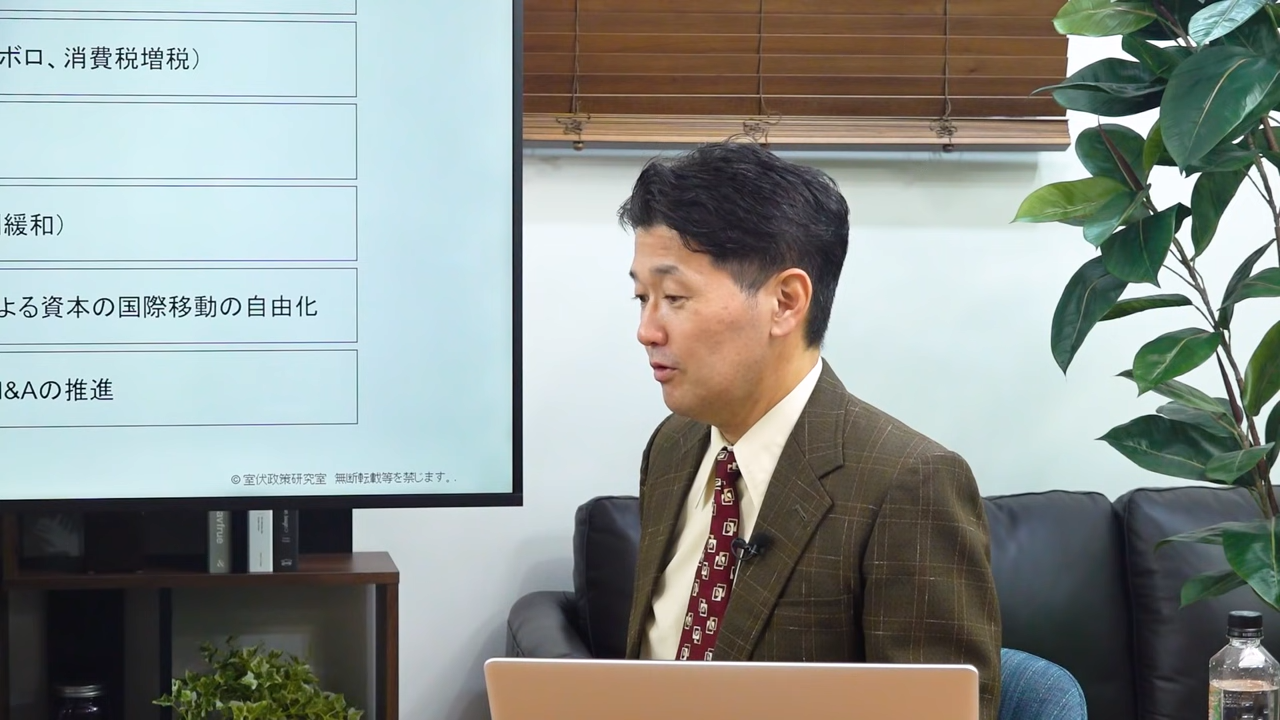 ボロ、消費税増税）
緩和）
よる資本の国際移動の自由化
&Aの推進
© 室伏政策研究室　無断転載等を禁じます。.